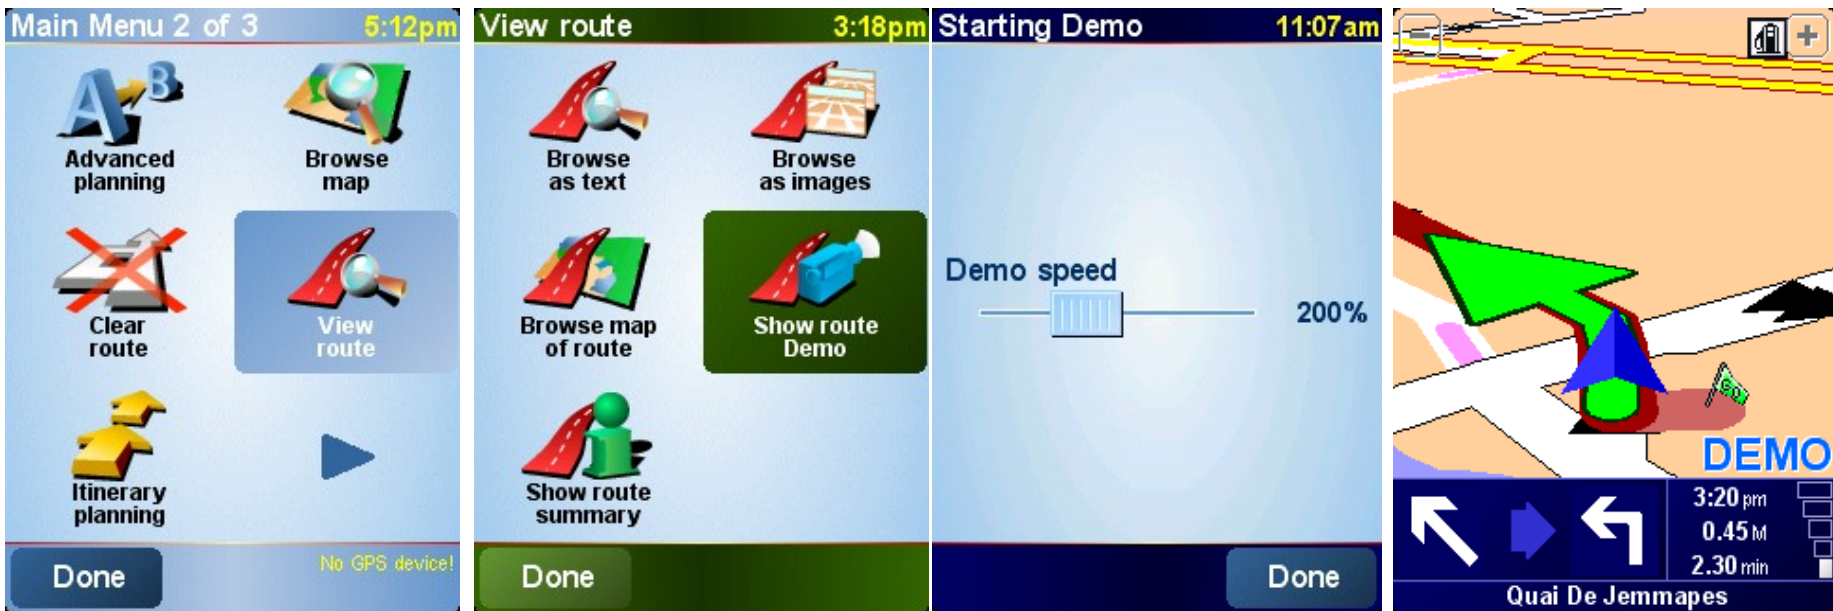 Main Menu 2 of 3 5:12pm
Advanced planning
Browse map
Clear route
View route
Itinerary planning
Done
No GPS device!
View route 3:18pm
Browse as text
Browse as images
Browse map of route
Show route Demo
Show route summary
Done
Starting Demo 11:07am
Demo speed
200%
Done
GO
DEMO
3:20 pm
0.45 M
2.30 min
Quai De Jemmapes